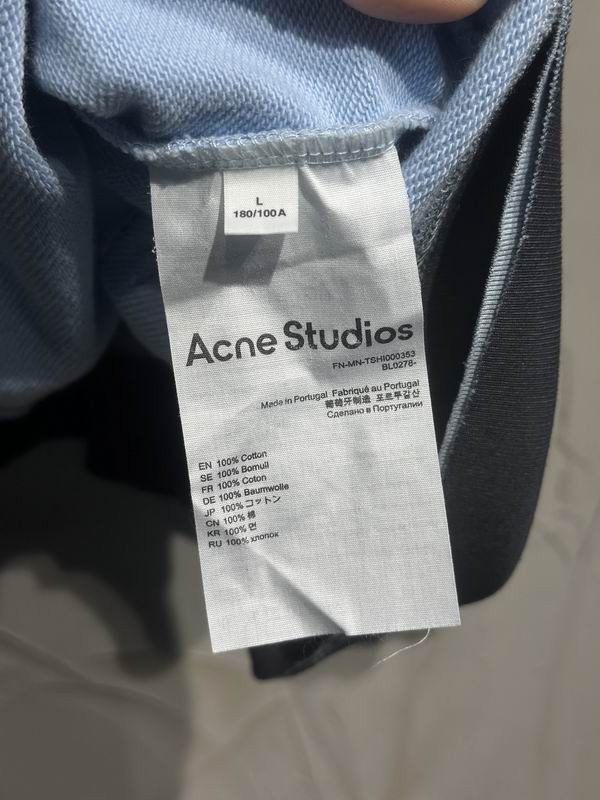 L
180/100A
Acne Studios
FN-MN-TSHI000353
BL0278-
Made in Portugal Fabriqué au Portugal
葡萄牙制造 포르투갈산
Сделано в Португалии
EN 100% Cotton
SE 100% Bomull
FR 100% Coton
DE 100% Baumwolle
JP 100% コットン
CN 100% 棉
KR 100% 면
RU 100% хлопок